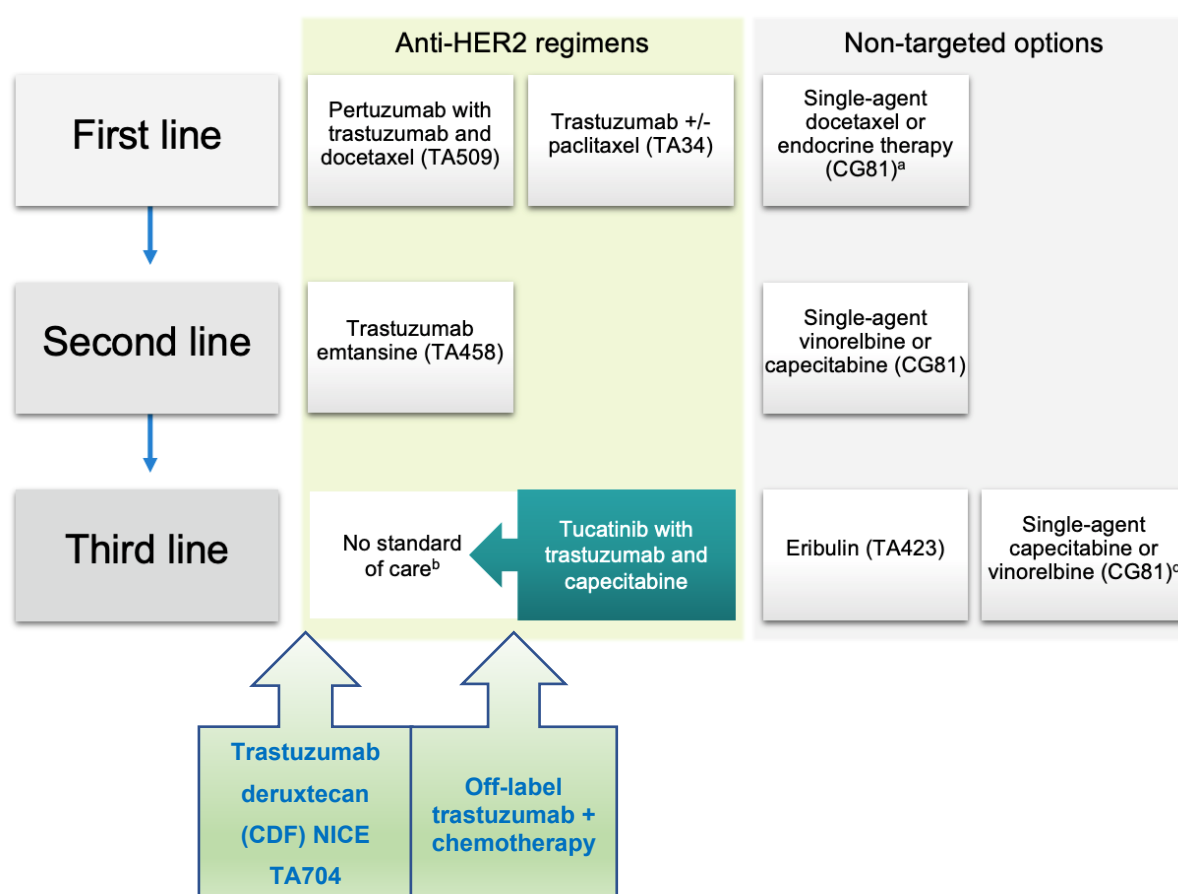 Anti-HER2 regimens
Non-targeted options
First line
Pertuzumab with
trastuzumab and
docetaxel (TA509)
Trastuzumab +/-
paclitaxel (TA34)
Single-agent
docetaxel or
endocrine therapy
(CG81)ᵃ
Second line
Trastuzumab
emtansine (TA458)
Single-agent
vinorelbine or
capecitabine (CG81)
Third line
No standard
of careᵇ
Tucatinib with
trastuzumab and
capecitabine
Eribulin (TA423)
Single-agent
capecitabine or
vinorelbine (CG81)ᶜ
Trastuzumab
deruxtecan
(CDF) NICE
TA704
Off-label
trastuzumab +
chemotherapy